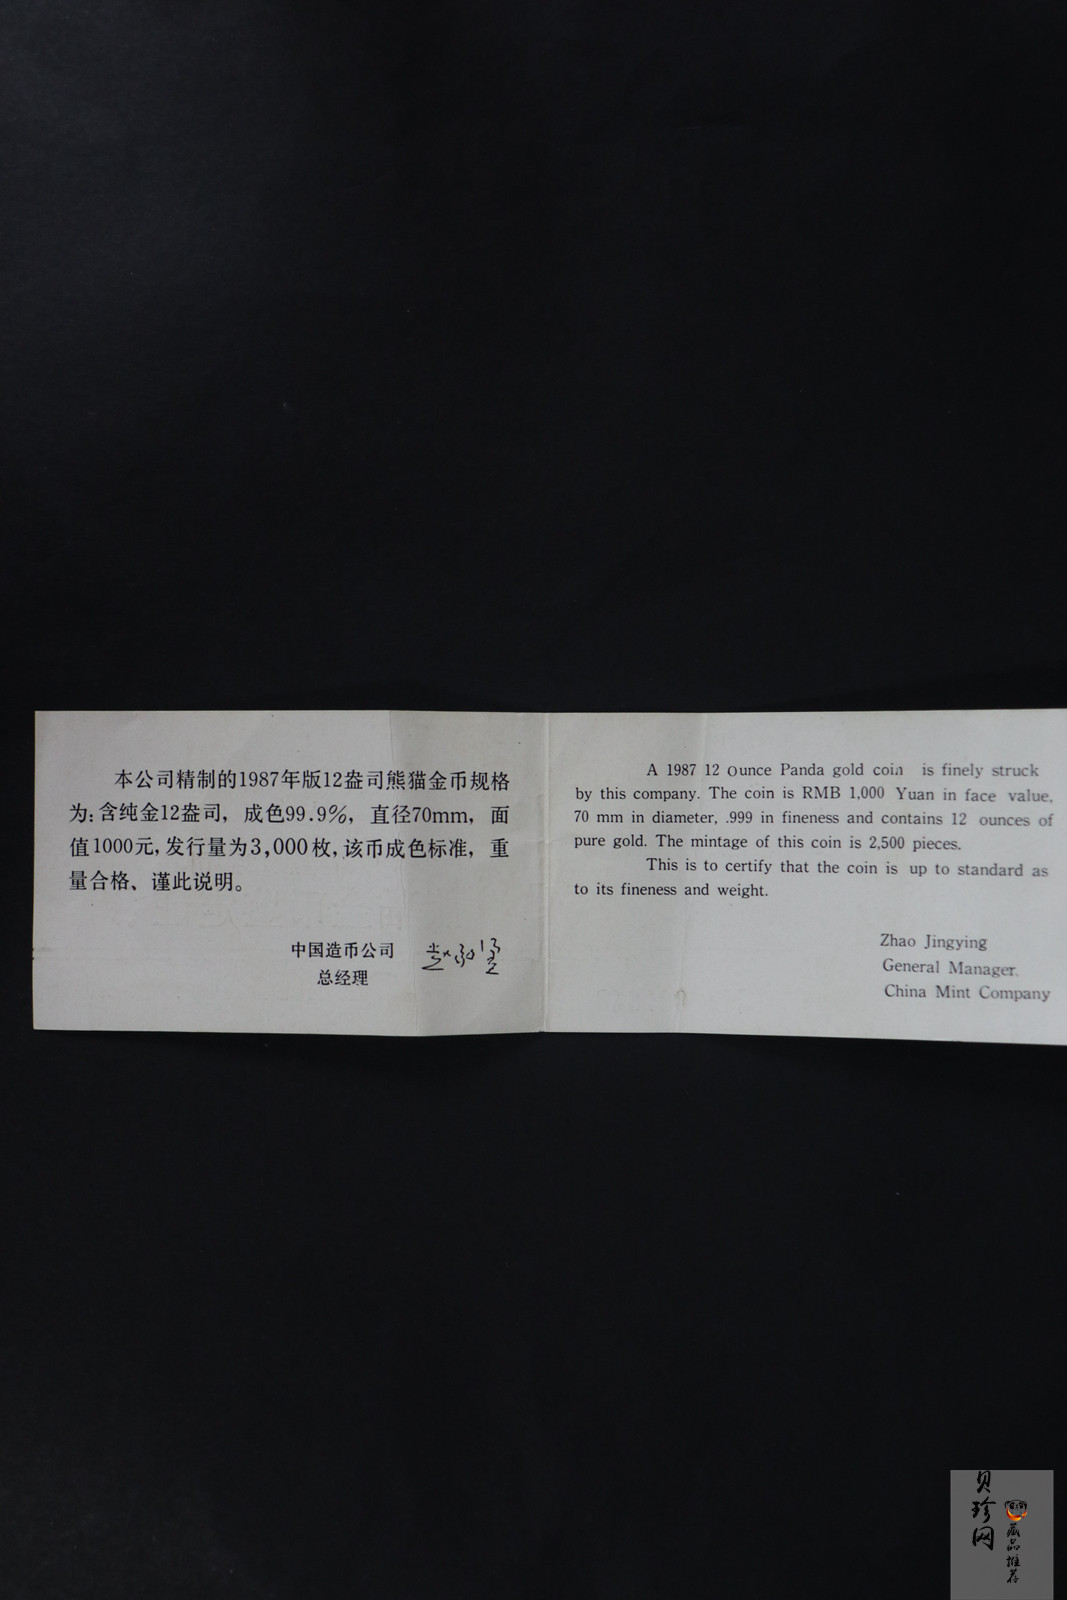 本公司精制的1987年版12盎司熊猫金币规格
为：含纯金12盎司，成色99.9%，直径70mm，面
值1000元，发行量为3,000枚，该币成色标准，重
量合格、谨此说明。
中国造币公司
总经理
A 1987 12 ounce Panda gold coin is finely struck
by this company. The coin is RMB 1,000 Yuan in face value,
70 mm in diameter, .999 in fineness and contains 12 ounces of
pure gold. The mintage of this coin is 2,500 pieces.
This is to certify that the coin is up to standard as
to its fineness and weight.
Zhao Jingying
General Manager
China Mint Company
贝珍网
藏品推荐